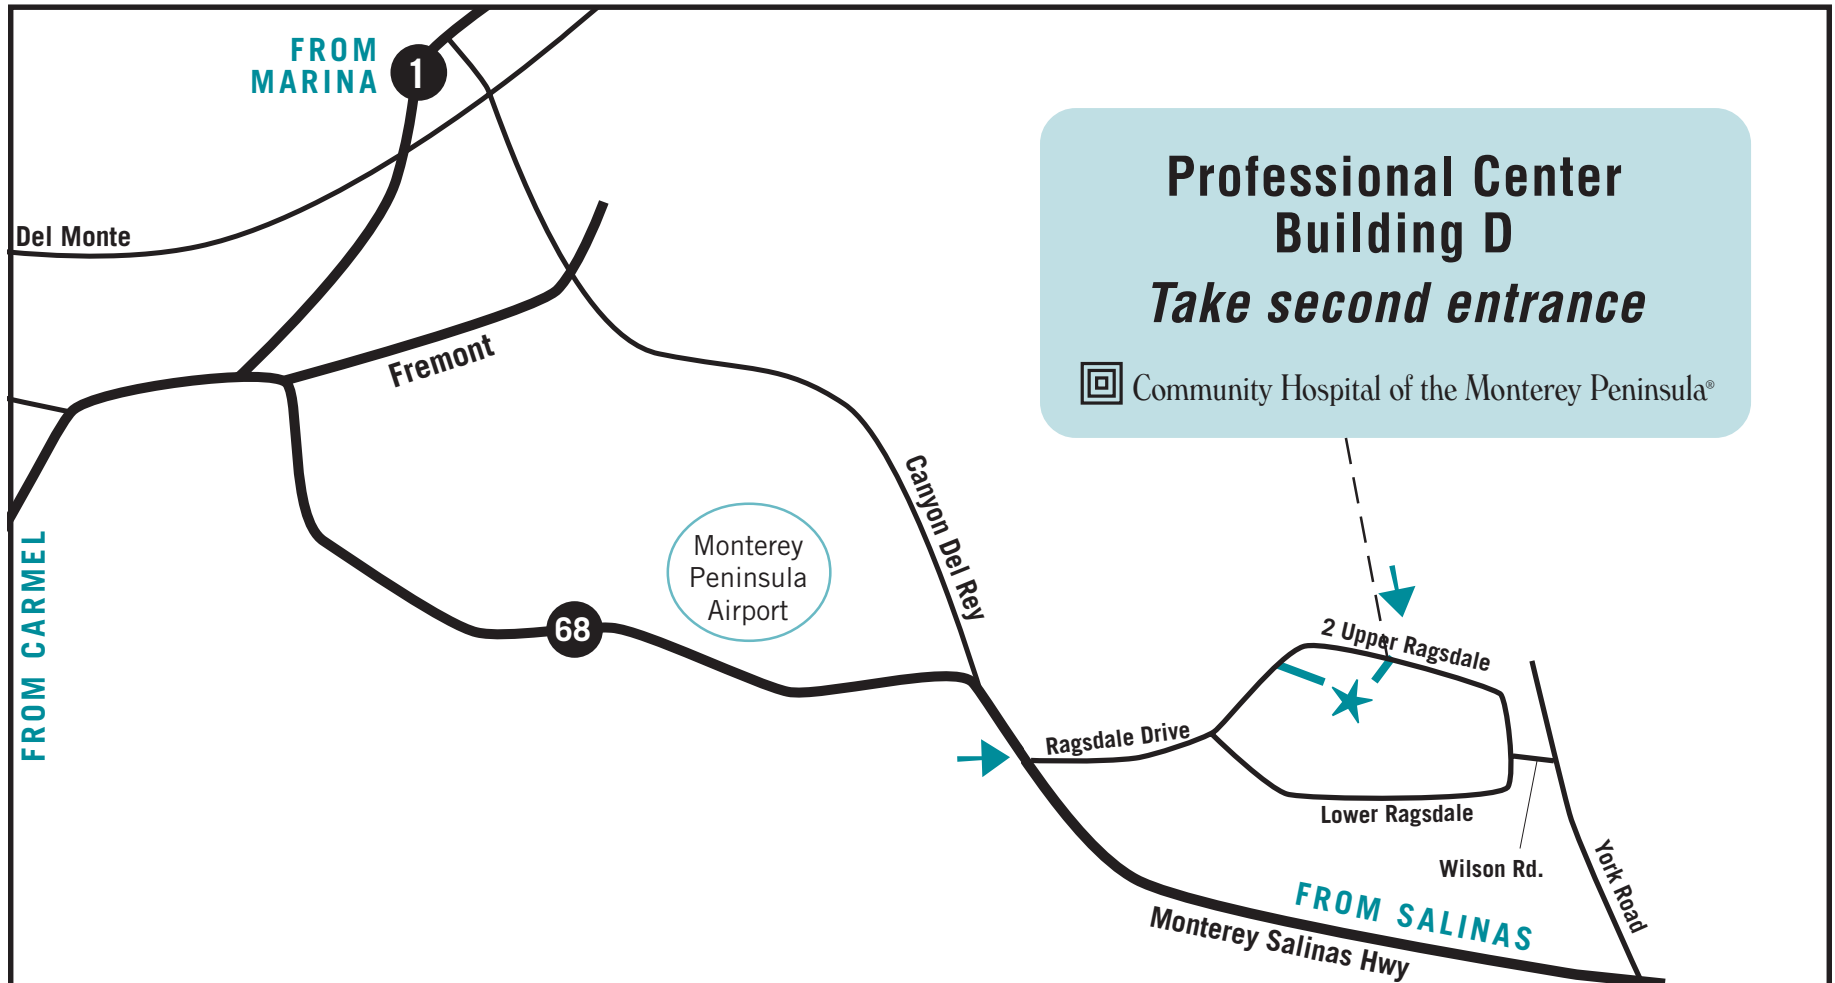 FROM
MARINA
1
Professional Center
Building D
Take second entrance
Community Hospital of the Monterey Peninsula®
Del Monte
Fremont
Canyon Del Rey
Monterey
Peninsula
Airport
FROM CARMEL
68
2 Upper Ragsdale
Ragsdale Drive
Lower Ragsdale
Wilson Rd.
York Road
FROM SALINAS
Monterey Salinas Hwy